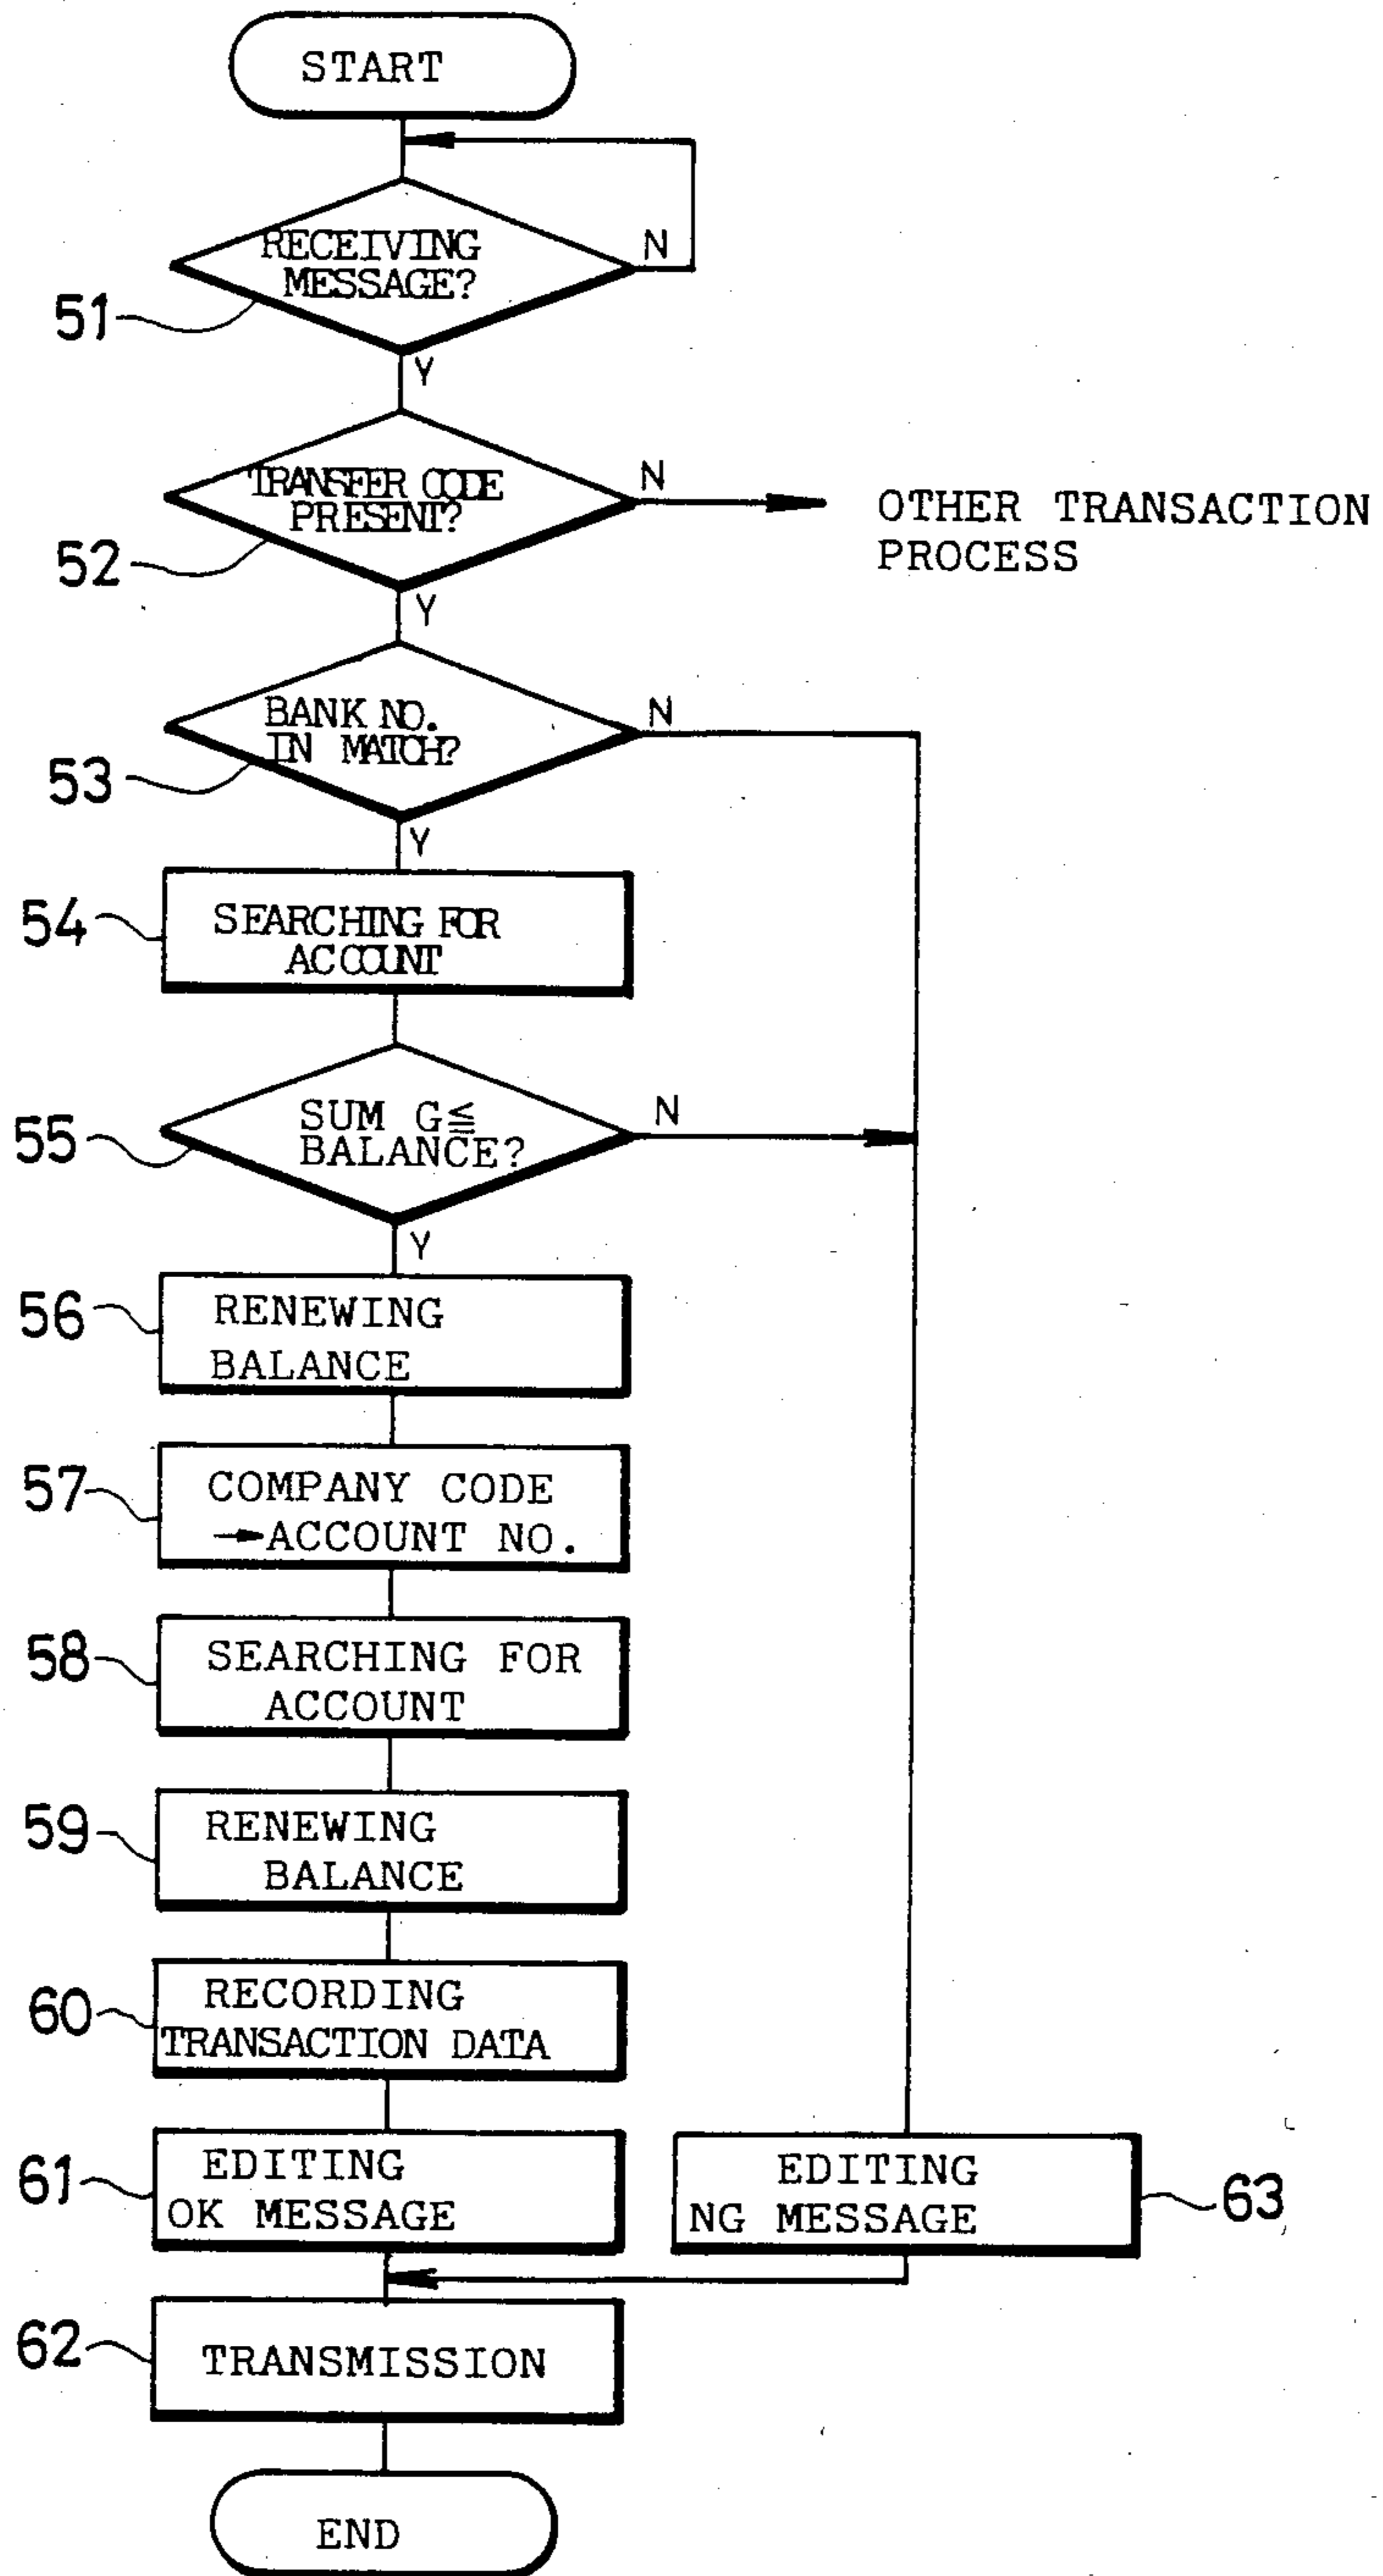 START
RECEIVING
MESSAGE?
N
51
Y
TRANSFER CODE
PRESENT?
N
OTHER TRANSACTION
PROCESS
52
Y
BANK NO.
IN MATCH?
N
53
Y
54
SEARCHING FOR
ACCOUNT
SUM G≦
BALANCE?
N
55
Y
56
RENEWING
BALANCE
57
COMPANY CODE
→ACCOUNT NO.
58
SEARCHING FOR
ACCOUNT
59
RENEWING
BALANCE
60
RECORDING
TRANSACTION DATA
61
EDITING
OK MESSAGE
EDITING
NG MESSAGE
63
62
TRANSMISSION
END